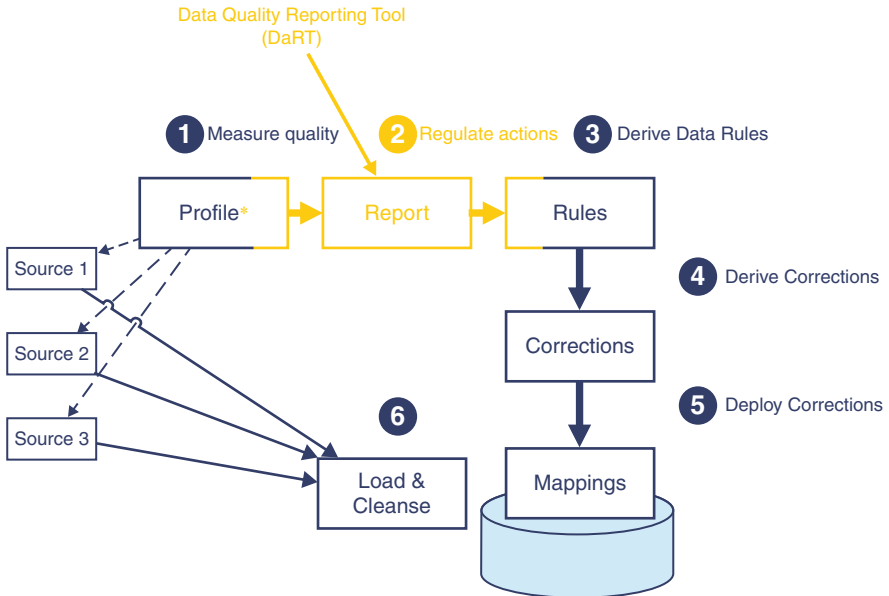 Data Quality Reporting Tool
(DaRT)
1 Measure quality
2 Regulate actions
3 Derive Data Rules
Profile*
Report
Rules
Source 1
4 Derive Corrections
Source 2
Corrections
Source 3
6
5 Deploy Corrections
Load &
Cleanse
Mappings